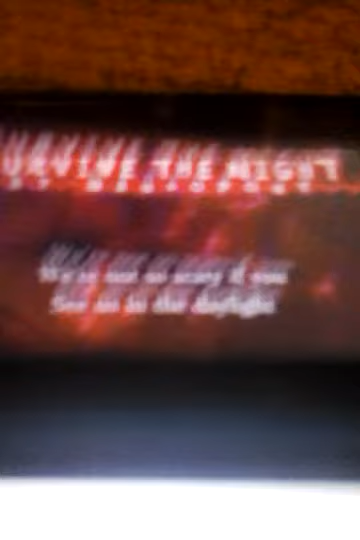 URVIVE THE NIGHT
We're not so scary if you
See us in the daylight